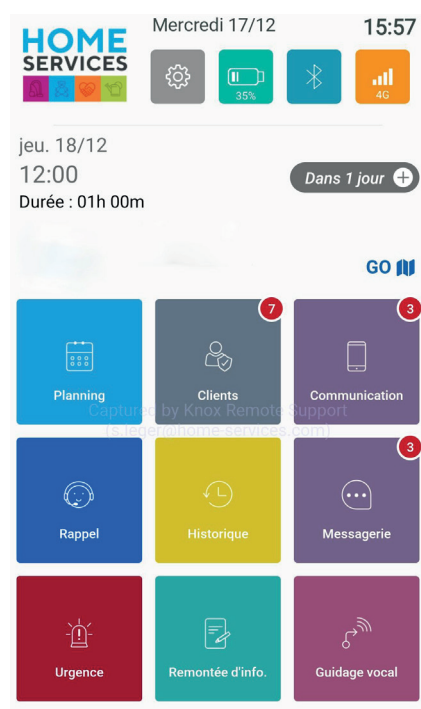 HOME
SERVICES
Mercredi 17/12
15:57
35%
4G
jeu. 18/12
12:00
Dans 1 jour
Durée : 01h 00m
GO
7
3
Planning
Clients
Communication
Captured by Knox Remote Support
[s.jeger@home-services.com]
3
Rappel
Historique
Messagerie
Urgence
Remontée d'info.
Guidage vocal